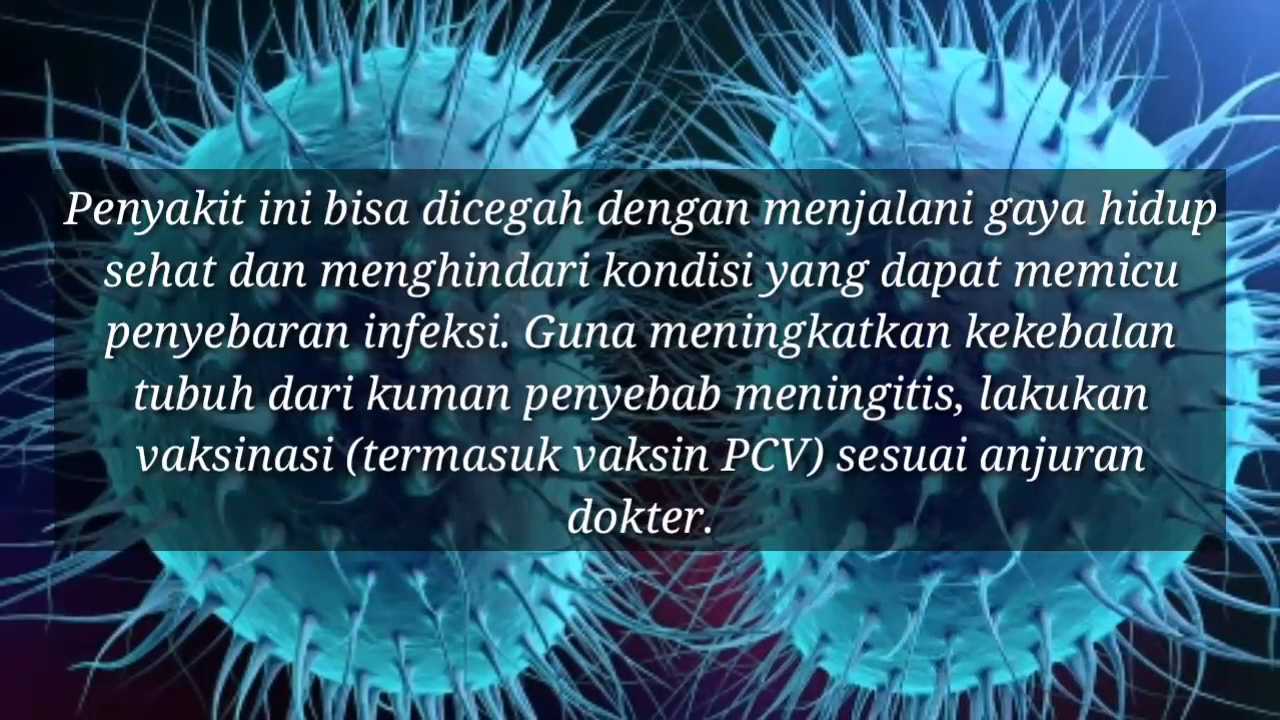 Penyakit ini bisa dicegah dengan menjalani gaya hidup
sehat dan menghindari kondisi yang dapat memicu
penyebaran infeksi. Guna meningkatkan kekebalan
tubuh dari kuman penyebab meningitis, lakukan
vaksinasi (termasuk vaksin PCV) sesuai anjuran
dokter.